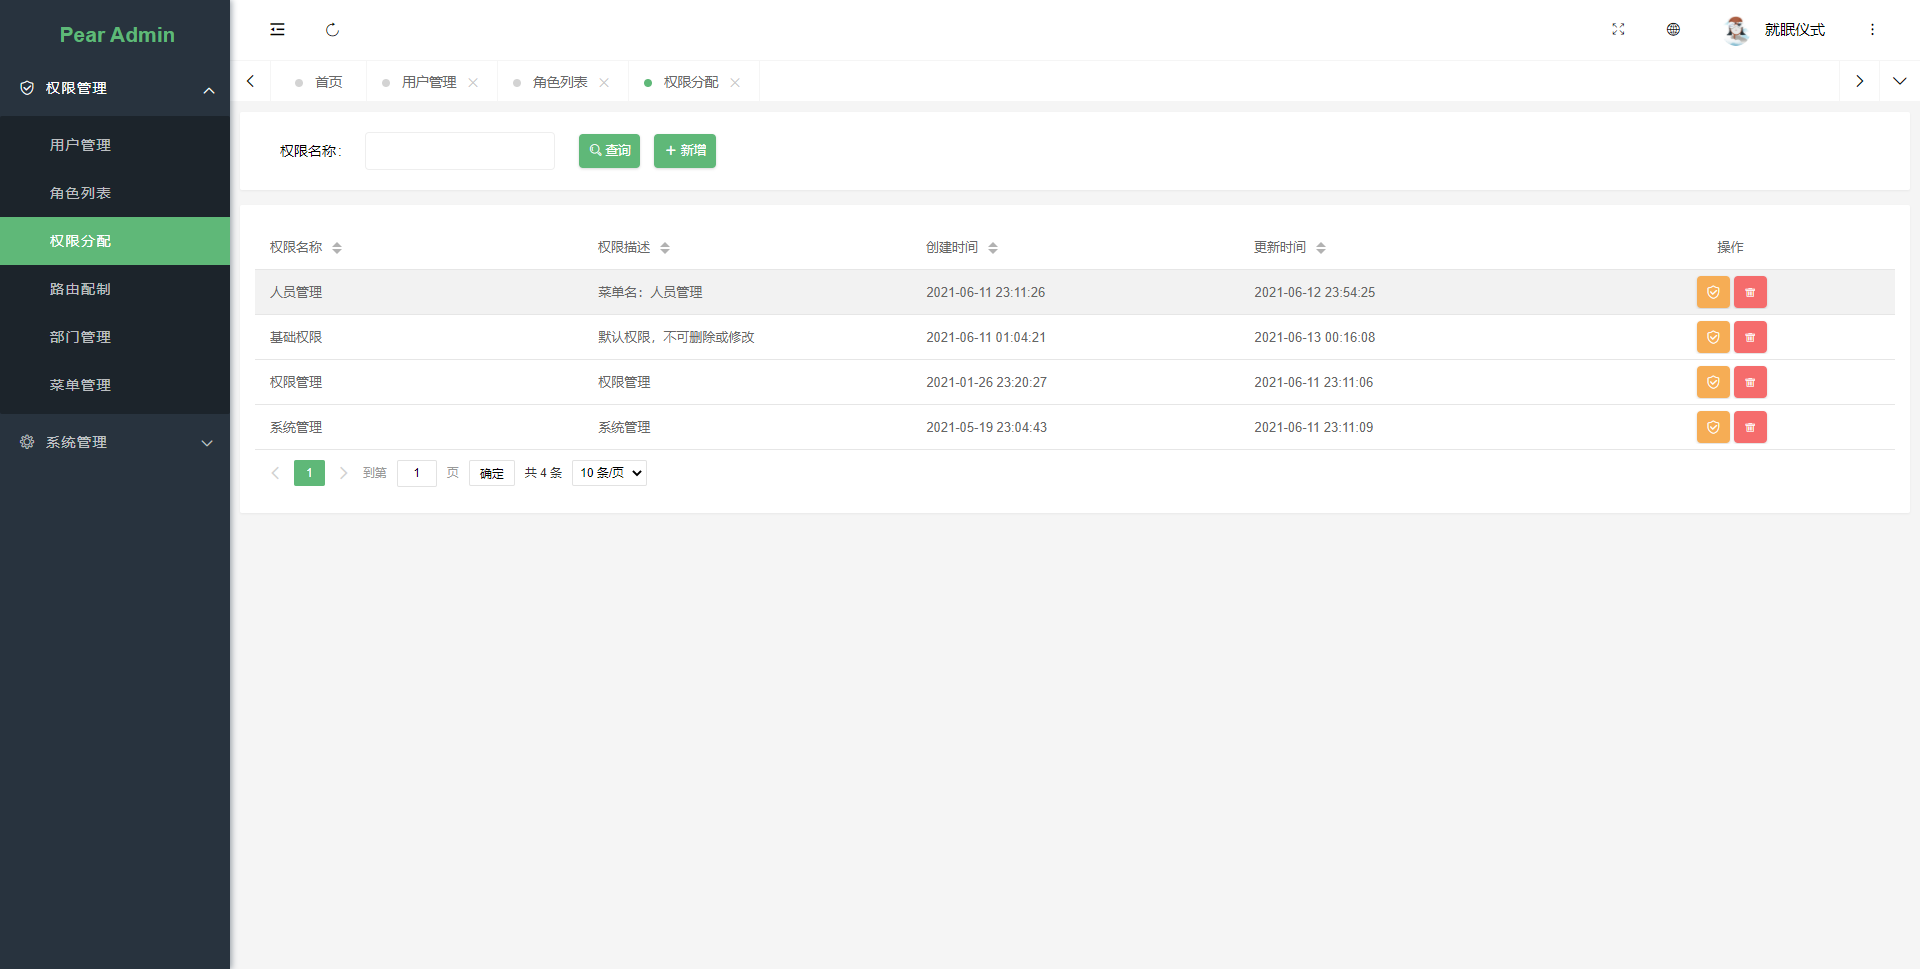 Pear Admin
权限管理
用户管理
角色列表
权限分配
路由配制
部门管理
菜单管理
系统管理
就眠仪式
首页 用户管理 角色列表 权限分配
权限名称: 查询 新增
权限名称 权限描述 创建时间 更新时间 操作
人员管理 菜单名：人员管理 2021-06-11 23:11:26 2021-06-12 23:54:25
基础权限 默认权限，不可删除或修改 2021-06-11 01:04:21 2021-06-13 00:16:08
权限管理 权限管理 2021-01-26 23:20:27 2021-06-11 23:11:06
系统管理 系统管理 2021-05-19 23:04:43 2021-06-11 23:11:09
1 到第 1 页 确定 共 4 条 10 条/页